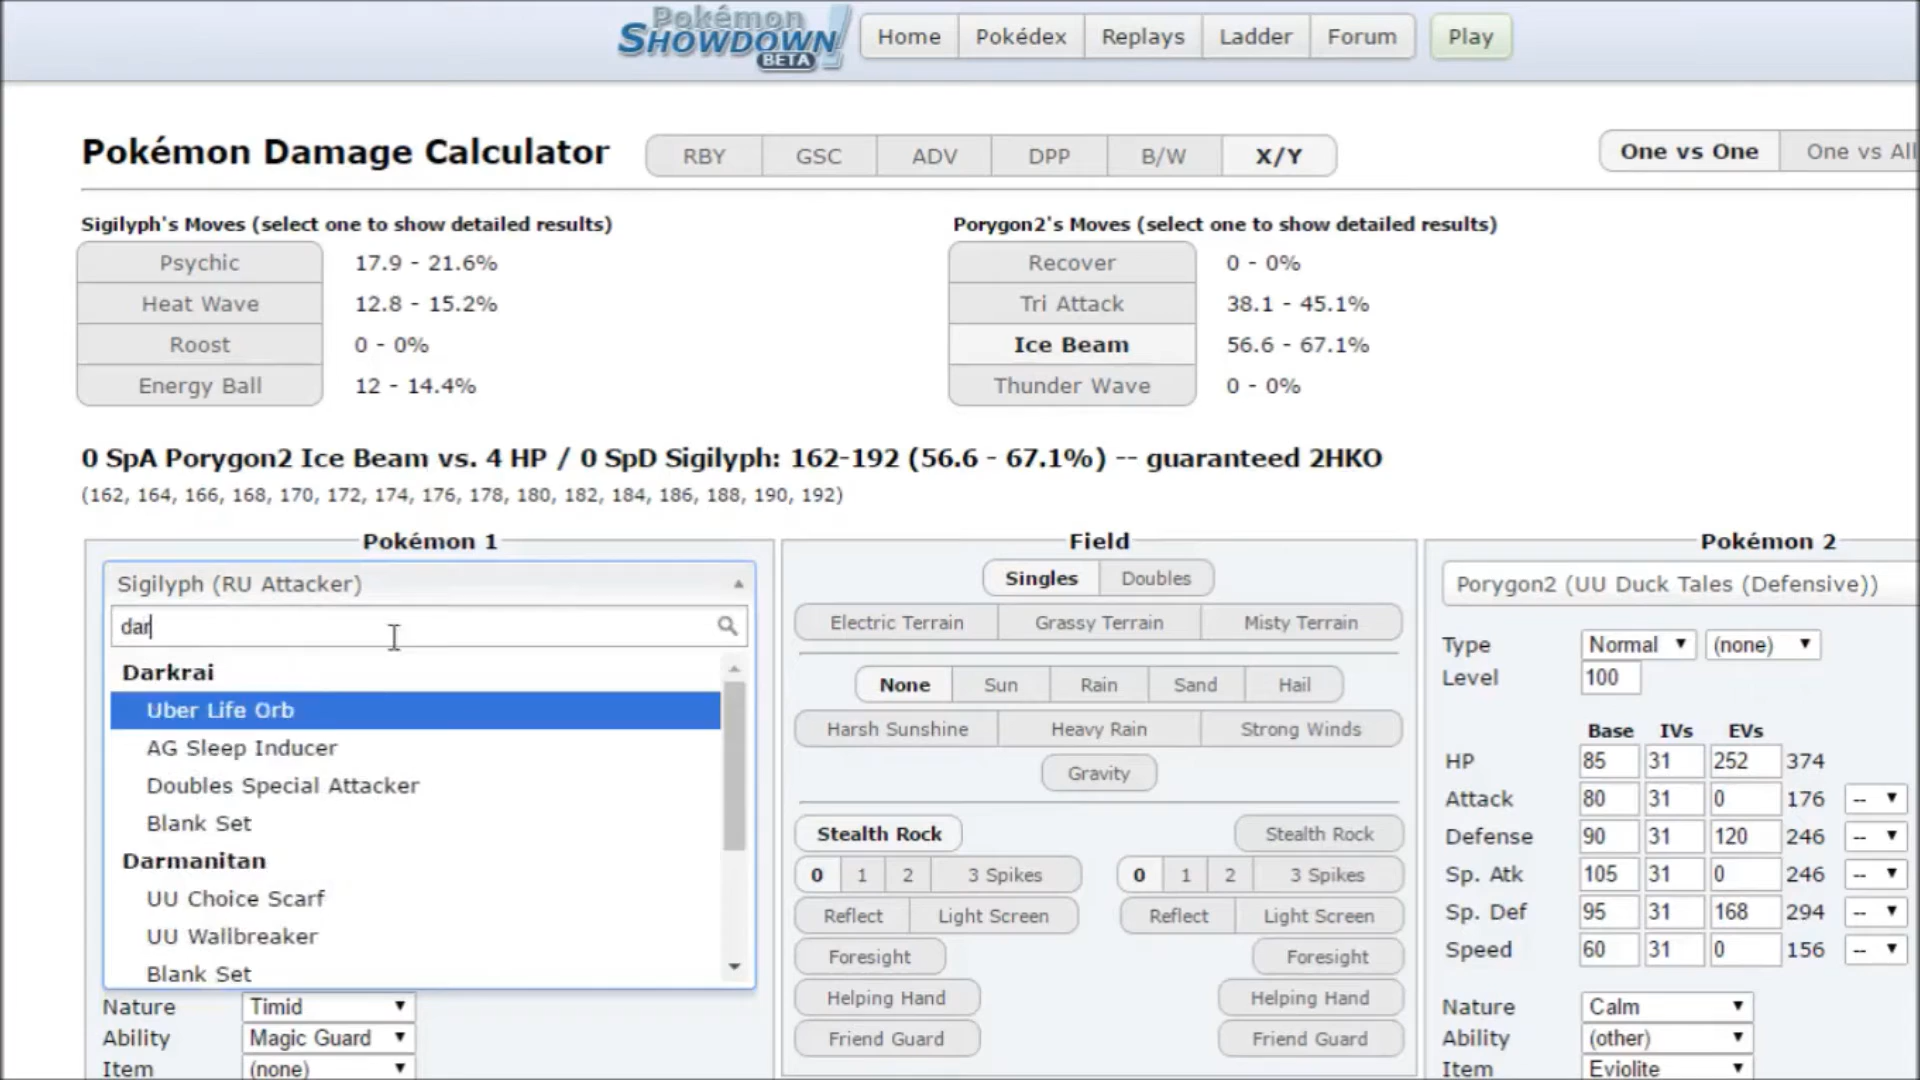 Pokémon
SHOWDOWN!
BETA
Home Pokédex Replays Ladder Forum Play
Pokémon Damage Calculator
RBY GSC ADV DPP B/W X/Y
One vs One One vs All
Sigilyph's Moves (select one to show detailed results)
Psychic 17.9 - 21.6%
Heat Wave 12.8 - 15.2%
Roost 0 - 0%
Energy Ball 12 - 14.4%
Porygon2's Moves (select one to show detailed results)
Recover 0 - 0%
Tri Attack 38.1 - 45.1%
Ice Beam 56.6 - 67.1%
Thunder Wave 0 - 0%
0 SpA Porygon2 Ice Beam vs. 4 HP / 0 SpD Sigilyph: 162-192 (56.6 - 67.1%) -- guaranteed 2HKO
(162, 164, 166, 168, 170, 172, 174, 176, 178, 180, 182, 184, 186, 188, 190, 192)
Pokémon 1
Sigilyph (RU Attacker)
dar
Darkrai
Uber Life Orb
AG Sleep Inducer
Doubles Special Attacker
Blank Set
Darmanitan
UU Choice Scarf
UU Wallbreaker
Blank Set
Nature Timid
Ability Magic Guard
Item (none)
Field
Singles Doubles
Electric Terrain Grassy Terrain Misty Terrain
None Sun Rain Sand Hail
Harsh Sunshine Heavy Rain Strong Winds
Gravity
Stealth Rock Stealth Rock
0 1 2 3 Spikes 0 1 2 3 Spikes
Reflect Light Screen Reflect Light Screen
Foresight Foresight
Helping Hand Helping Hand
Friend Guard Friend Guard
Pokémon 2
Porygon2 (UU Duck Tales (Defensive))
Type Normal (none)
Level 100
Base IVs EVs
HP 85 31 252 374
Attack 80 31 0 176 --
Defense 90 31 120 246 --
Sp. Atk 105 31 0 246 --
Sp. Def 95 31 168 294 --
Speed 60 31 0 156 --
Nature Calm
Ability (other)
Item Eviolite